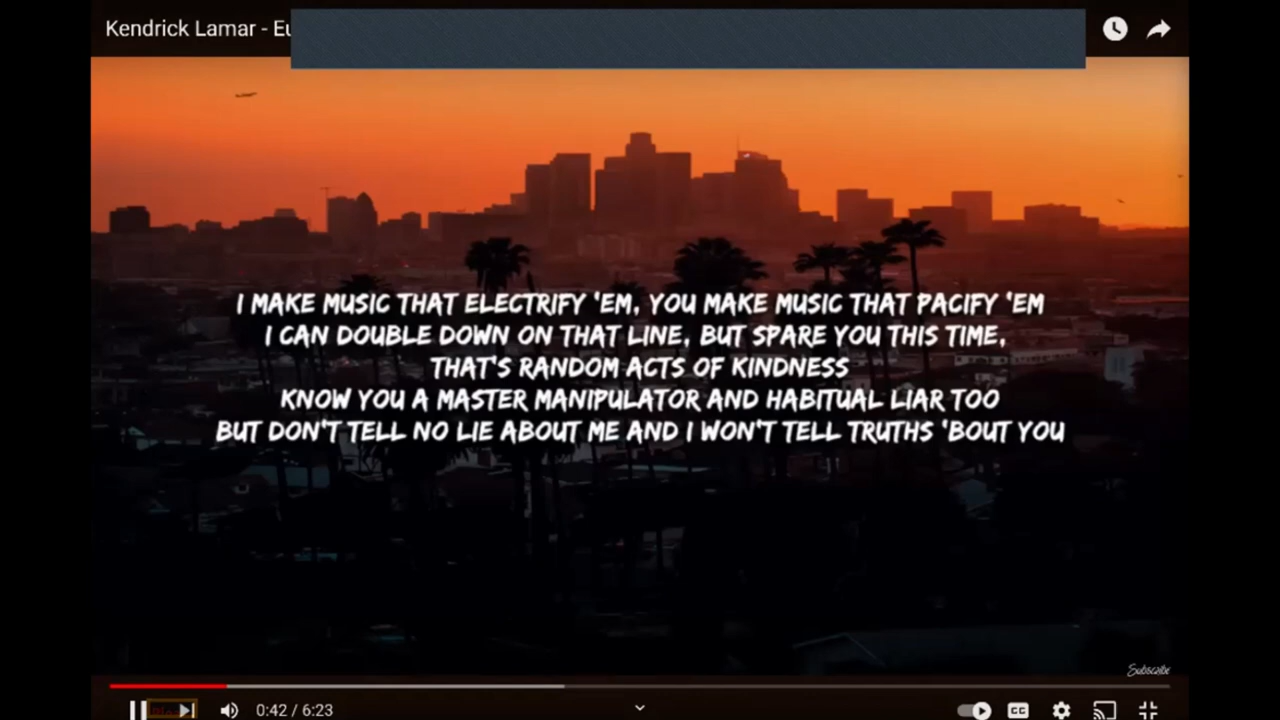 Kendrick Lamar - Eu
I MAKE MUSIC THAT ELECTRIFY 'EM, YOU MAKE MUSIC THAT PACIFY 'EM
I CAN DOUBLE DOWN ON THAT LINE, BUT SPARE YOU THIS TIME,
THAT'S RANDOM ACTS OF KINDNESS
KNOW YOU A MASTER MANIPULATOR AND HABITUAL LIAR TOO
BUT DON'T TELL NO LIE ABOUT ME AND I WON'T TELL TRUTHS 'BOUT YOU
Subscribe
0:42 / 6:23
CC